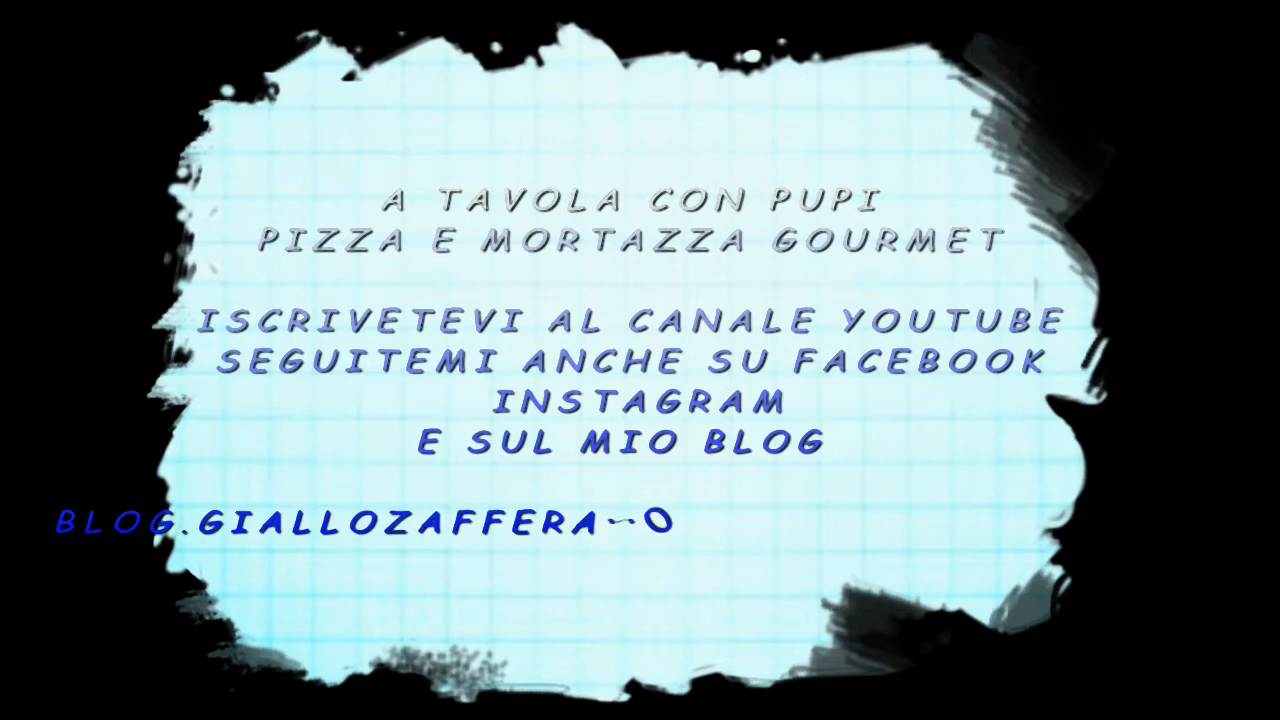 A TAVOLA CON PUPI
PIZZA E MORTAZZA GOURMET
ISCRIVETEVI AL CANALE YOUTUBE
SEGUITEMI ANCHE SU FACEBOOK
INSTAGRAM
E SUL MIO BLOG
BLOG.GIALLOZAFFERA